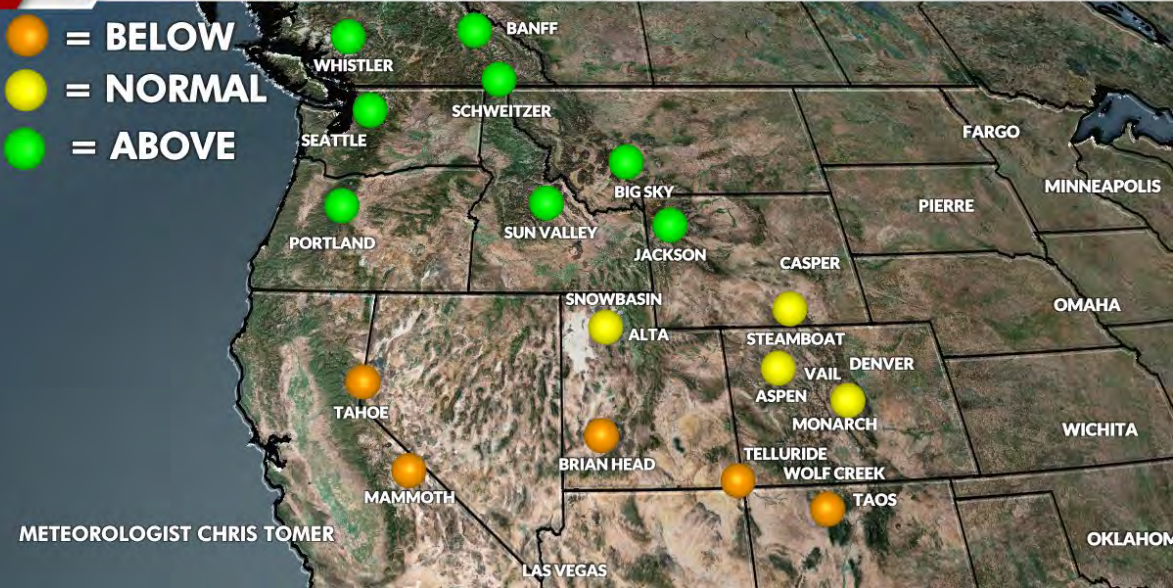 = BELOW
= NORMAL
= ABOVE
BANFF
WHISTLER
SCHWEITZER
SEATTLE
FARGO
BIG SKY
MINNEAPOLIS
PIERRE
SUN VALLEY
PORTLAND
JACKSON
CASPER
SNOWBASIN
OMAHA
ALTA
STEAMBOAT
DENVER
VAIL
ASPEN
TAHOE
MONARCH
WICHITA
TELLURIDE
BRIAN HEAD
WOLF CREEK
MAMMOTH
TAOS
METEOROLOGIST CHRIS TOMER
OKLAHOM
LAS VEGAS